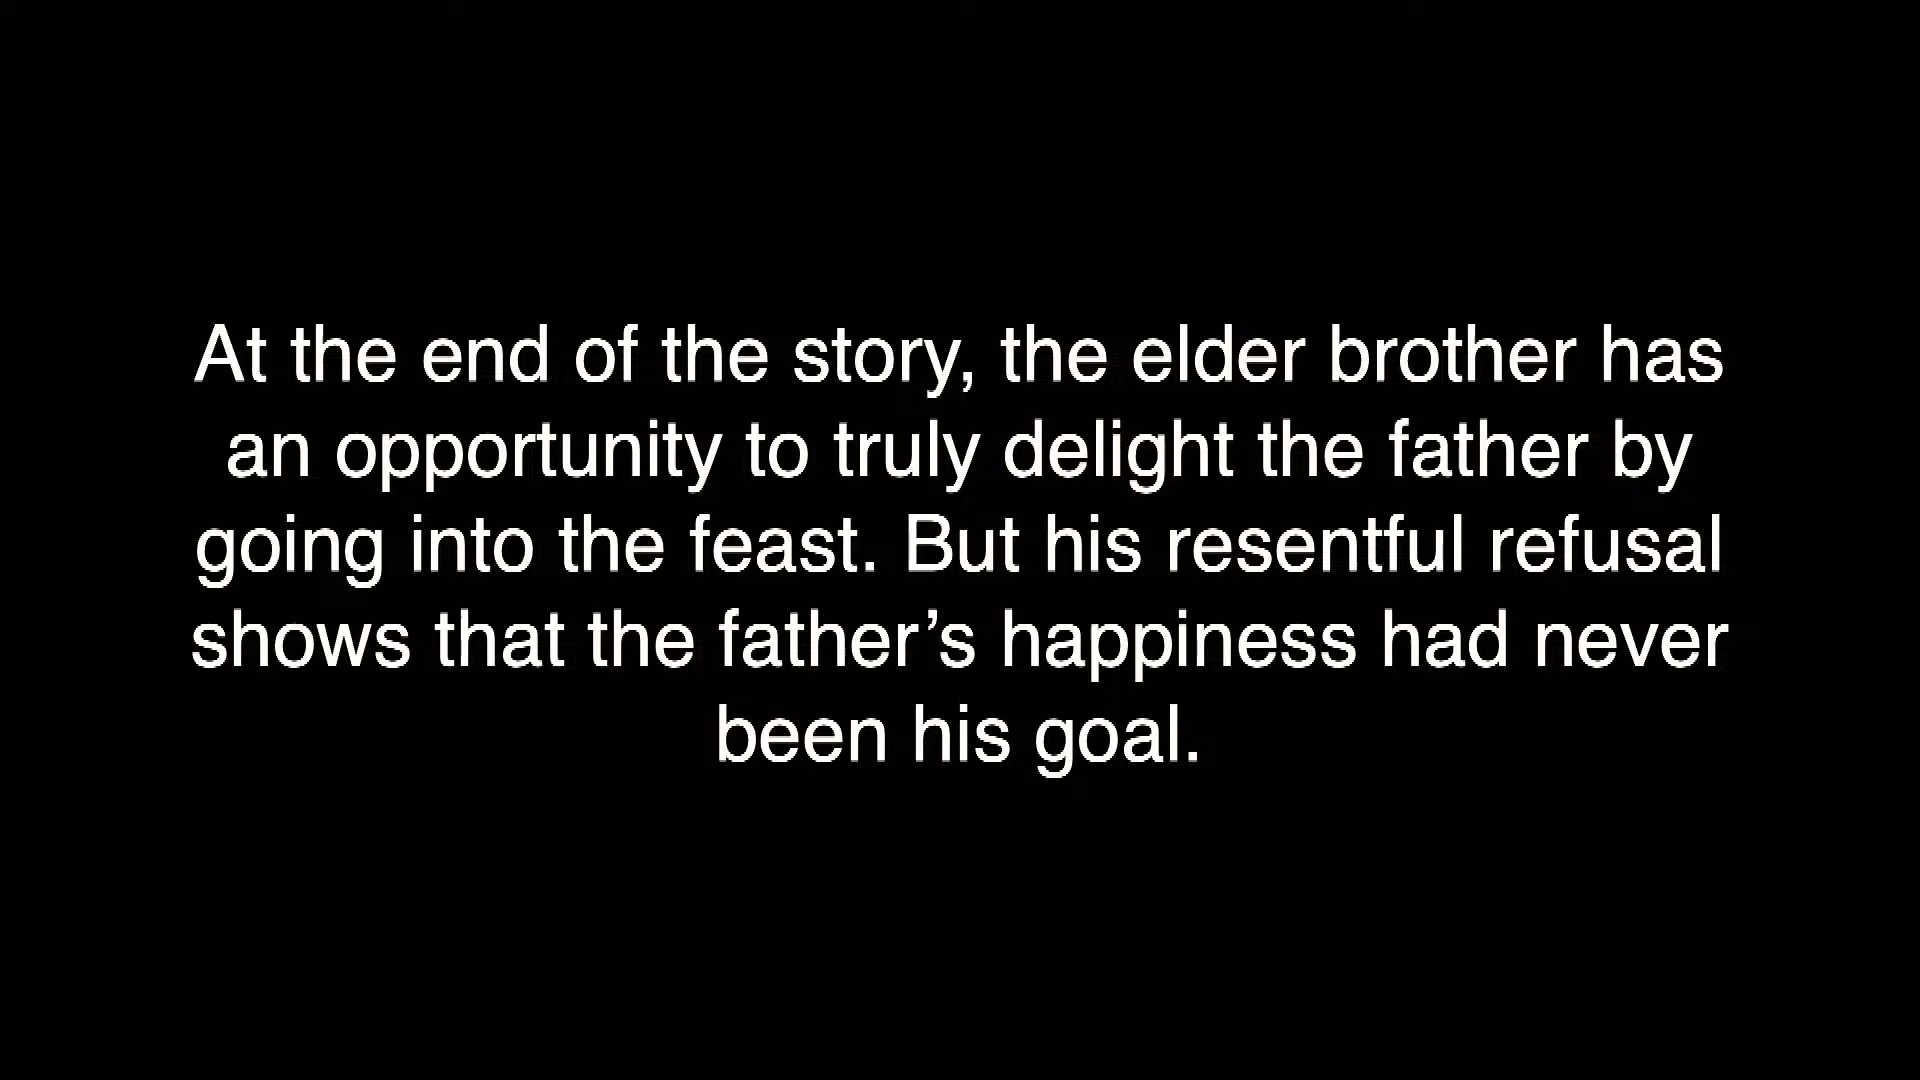 At the end of the story, the elder brother has
an opportunity to truly delight the father by
going into the feast. But his resentful refusal
shows that the father’s happiness had never
been his goal.